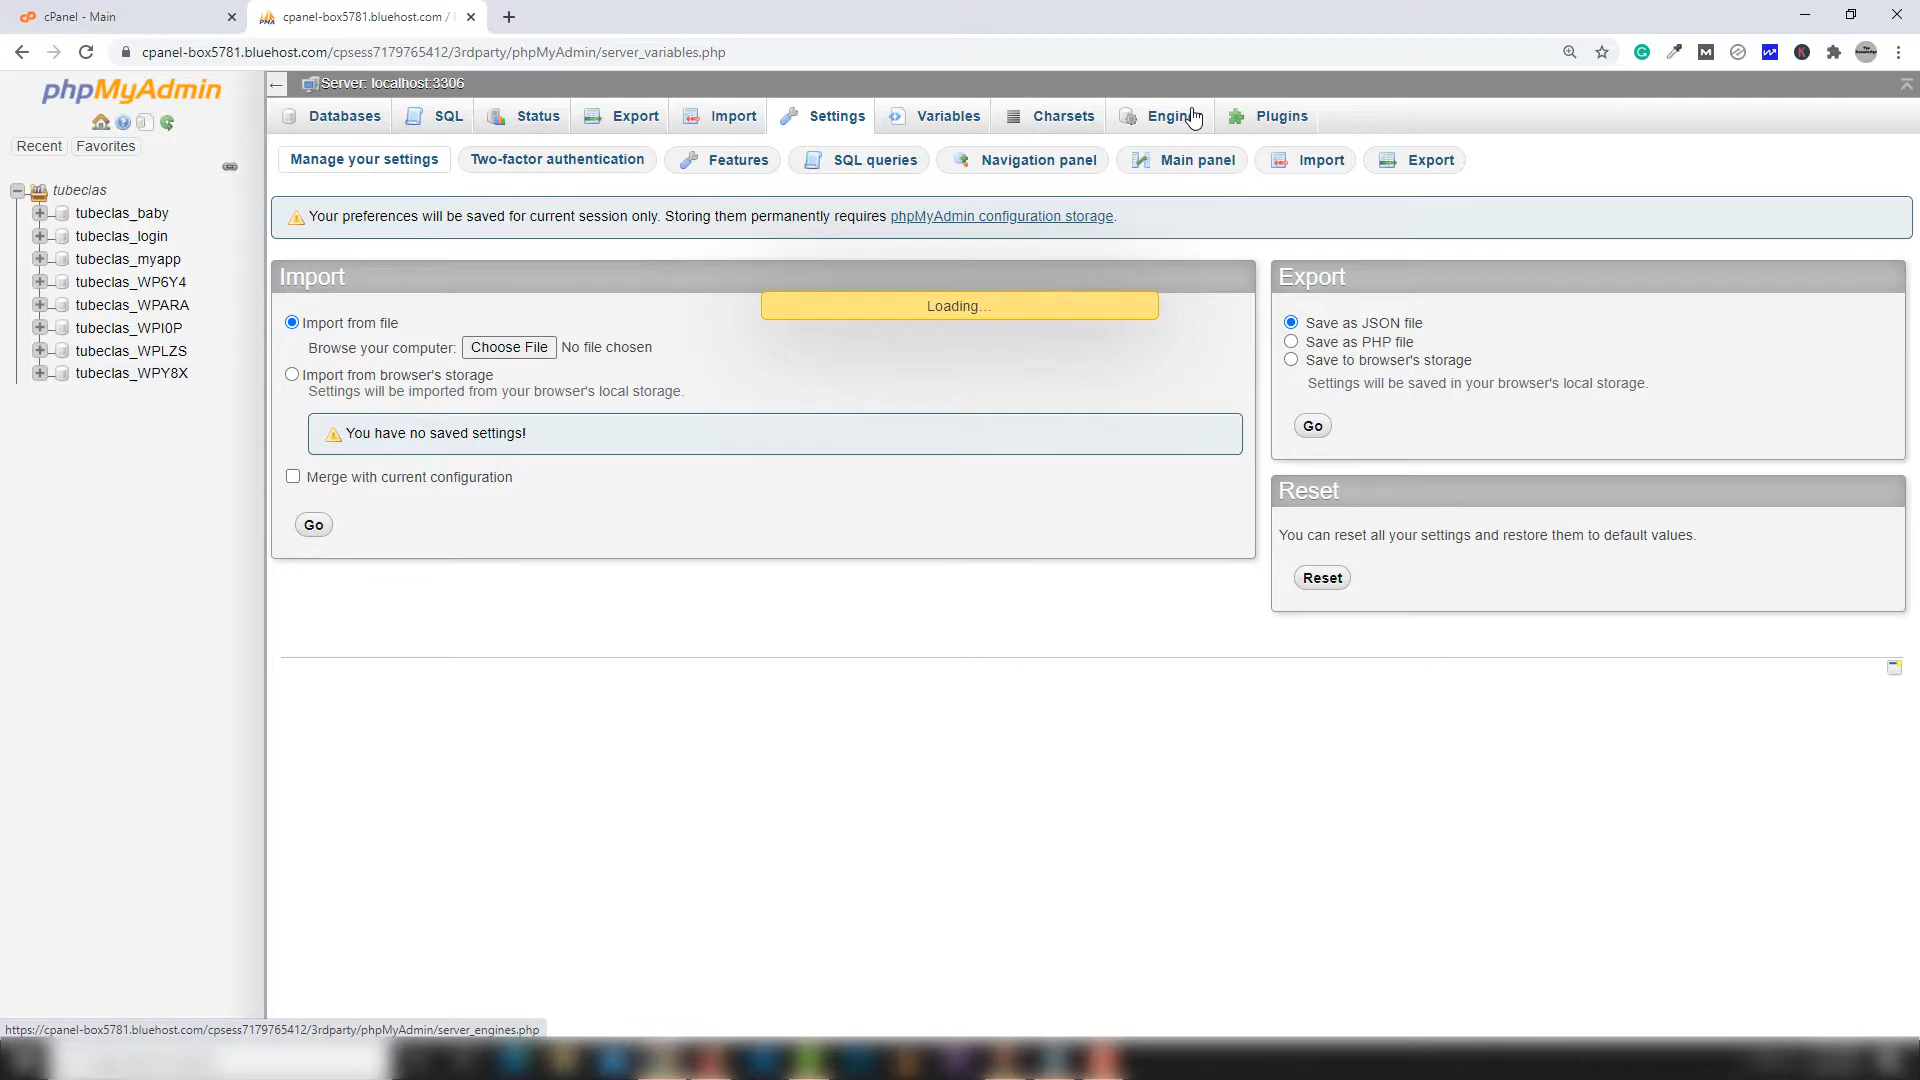 cPanel - Main
cpanel-box5781.bluehost.com /
cpanel-box5781.bluehost.com/cpsess7179765412/3rdparty/phpMyAdmin/server_variables.php
phpMyAdmin
Recent
Favorites
tubeclas
tubeclas_baby
tubeclas_login
tubeclas_myapp
tubeclas_WP6Y4
tubeclas_WPARA
tubeclas_WPI0P
tubeclas_WPLZS
tubeclas_WPY8X
Server: localhost:3306
Databases SQL Status Export Import Settings Variables Charsets Plugins
Manage your settings Two-factor authentication Features SQL queries Navigation panel Main panel Import Export
Your preferences will be saved for current session only. Storing them permanently requires phpMyAdmin configuration storage.
Import
Loading...
Import from file
Browse your computer: Choose File No file chosen
Import from browser's storage
Settings will be imported from your browser's local storage.
You have no saved settings!
Merge with current configuration
Go
Export
Save as JSON file
Save as PHP file
Save to browser's storage
Settings will be saved in your browser's local storage.
Go
Reset
You can reset all your settings and restore them to default values.
Reset
https://cpanel-box5781.bluehost.com/cpsess7179765412/3rdparty/phpMyAdmin/server_engines.php